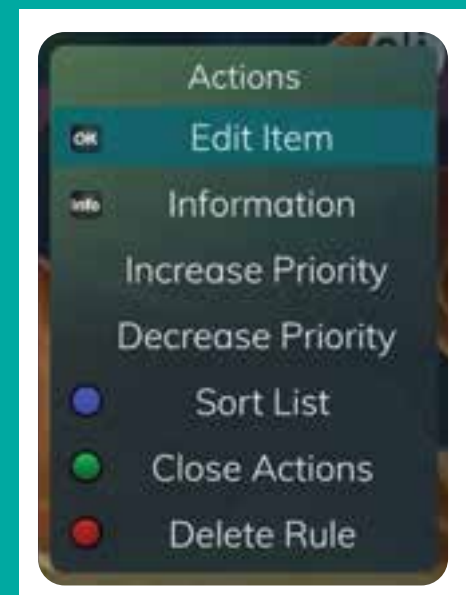 Actions
OK Edit Item
Info Information
Increase Priority
Decrease Priority
Sort List
Close Actions
Delete Rule